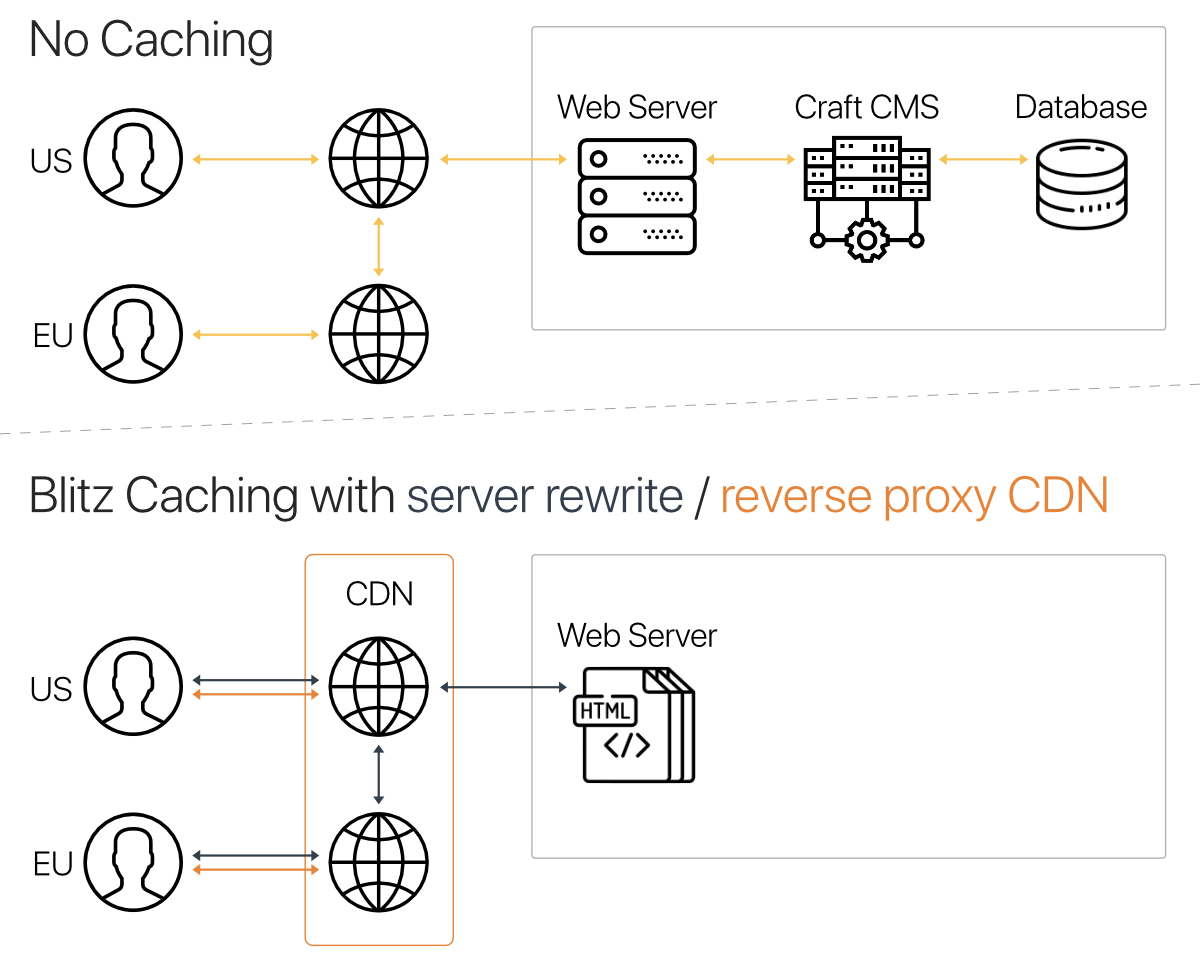 No Caching
Web Server
Craft CMS
Database
US
EU
Blitz Caching with server rewrite / reverse proxy CDN
CDN
Web Server
US
HTML
</>
EU